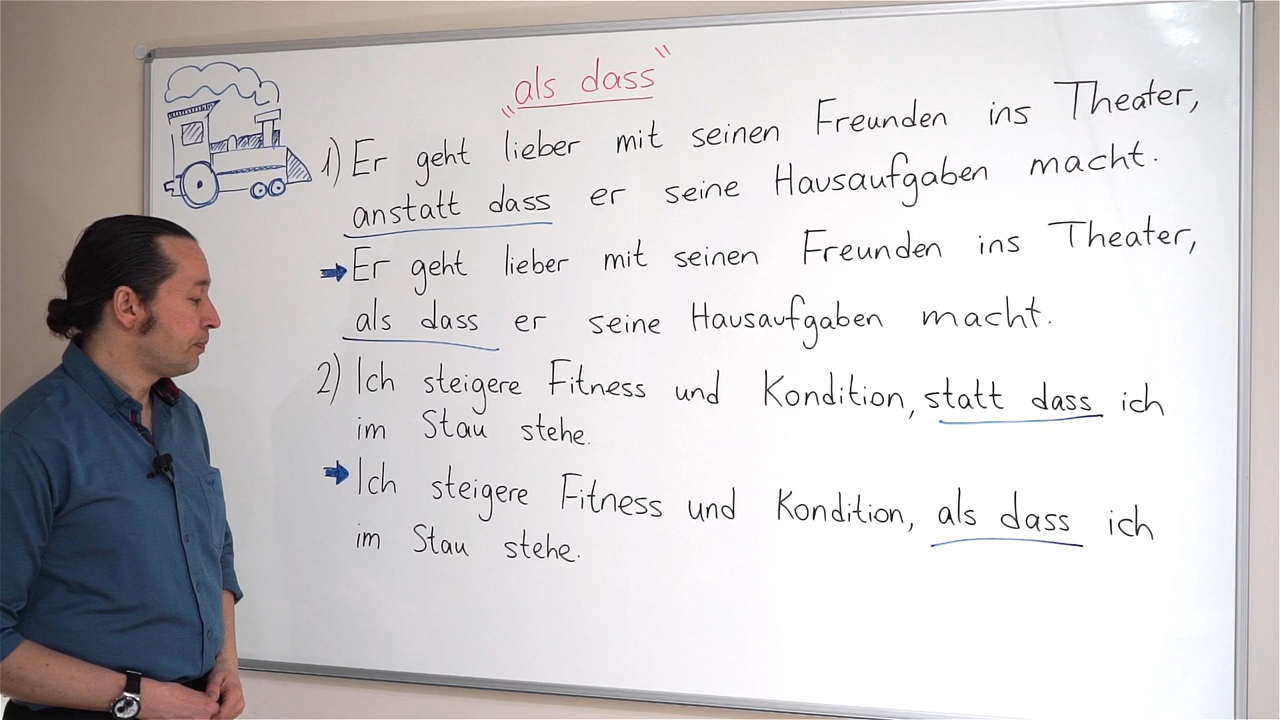 „als dass"
1) Er geht lieber mit seinen Freunden ins Theater,
anstatt dass er seine Hausaufgaben macht.
➡ Er geht lieber mit seinen Freunden ins Theater,
als dass er seine Hausaufgaben macht.
2) Ich steigere Fitness und Kondition, statt dass ich
im Stau stehe.
➡ Ich steigere Fitness und Kondition, als dass ich
im Stau stehe.